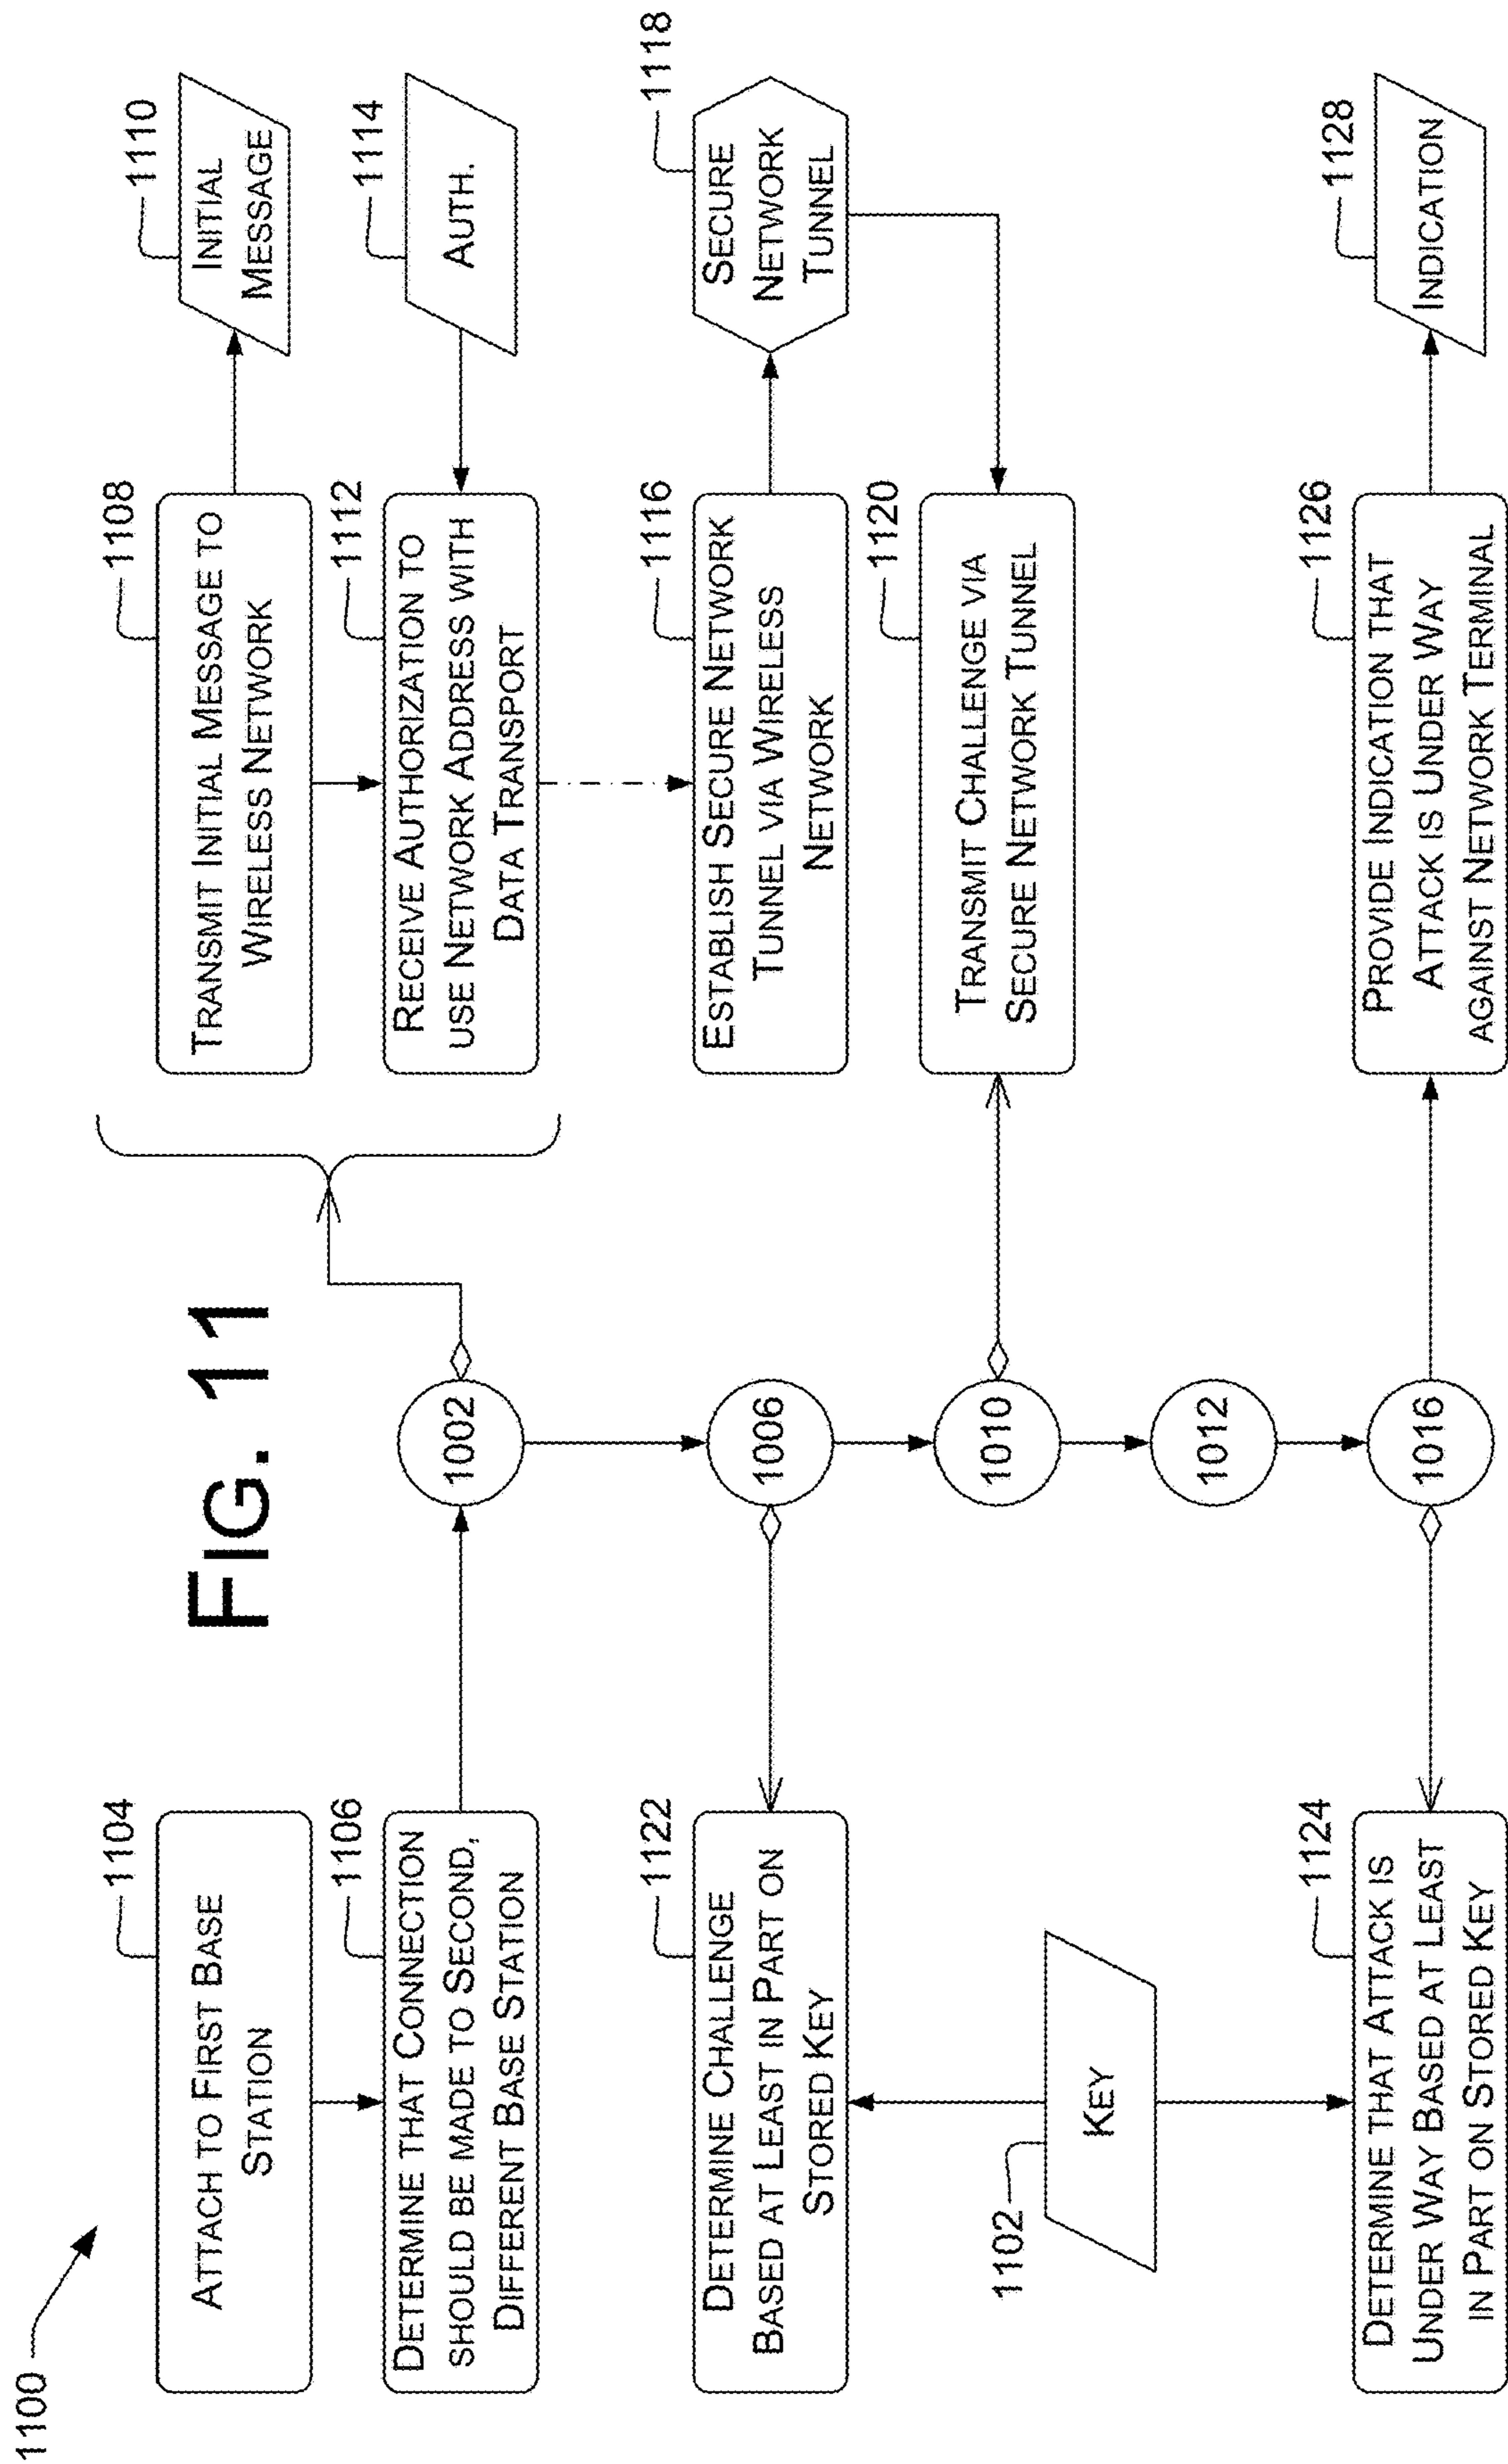 1100
FIG. 11
1104
ATTACH TO FIRST BASE
STATION
1106
DETERMINE THAT CONNECTION
SHOULD BE MADE TO SECOND,
DIFFERENT BASE STATION
1002
1108
TRANSMIT INITIAL MESSAGE TO
WIRELESS NETWORK
1110
INITIAL
MESSAGE
1112
RECEIVE AUTHORIZATION TO
USE NETWORK ADDRESS WITH
DATA TRANSPORT
1114
AUTH.
1122
DETERMINE CHALLENGE
BASED AT LEAST IN PART ON
STORED KEY
1006
1116
ESTABLISH SECURE NETWORK
TUNNEL VIA WIRELESS
NETWORK
1118
SECURE
NETWORK
TUNNEL
1102
KEY
1010
1120
TRANSMIT CHALLENGE VIA
SECURE NETWORK TUNNEL
1012
1124
DETERMINE THAT ATTACK IS
UNDER WAY BASED AT LEAST
IN PART ON STORED KEY
1016
1126
PROVIDE INDICATION THAT
ATTACK IS UNDER WAY
AGAINST NETWORK TERMINAL
1128
INDICATION